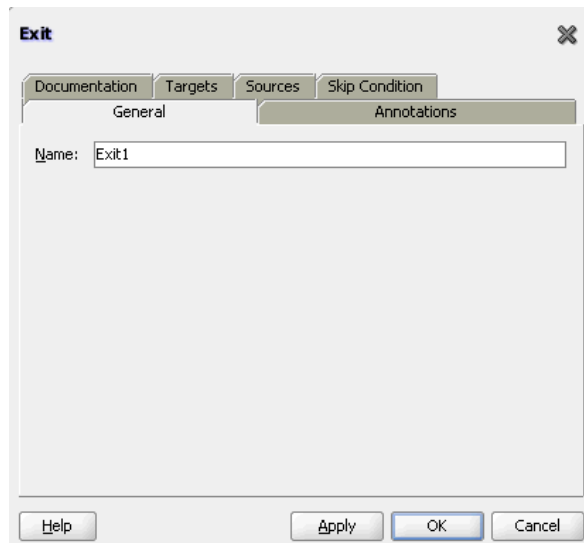 Exit
Documentation Targets Sources Skip Condition
General Annotations
Name: Exit1
Help Apply OK Cancel